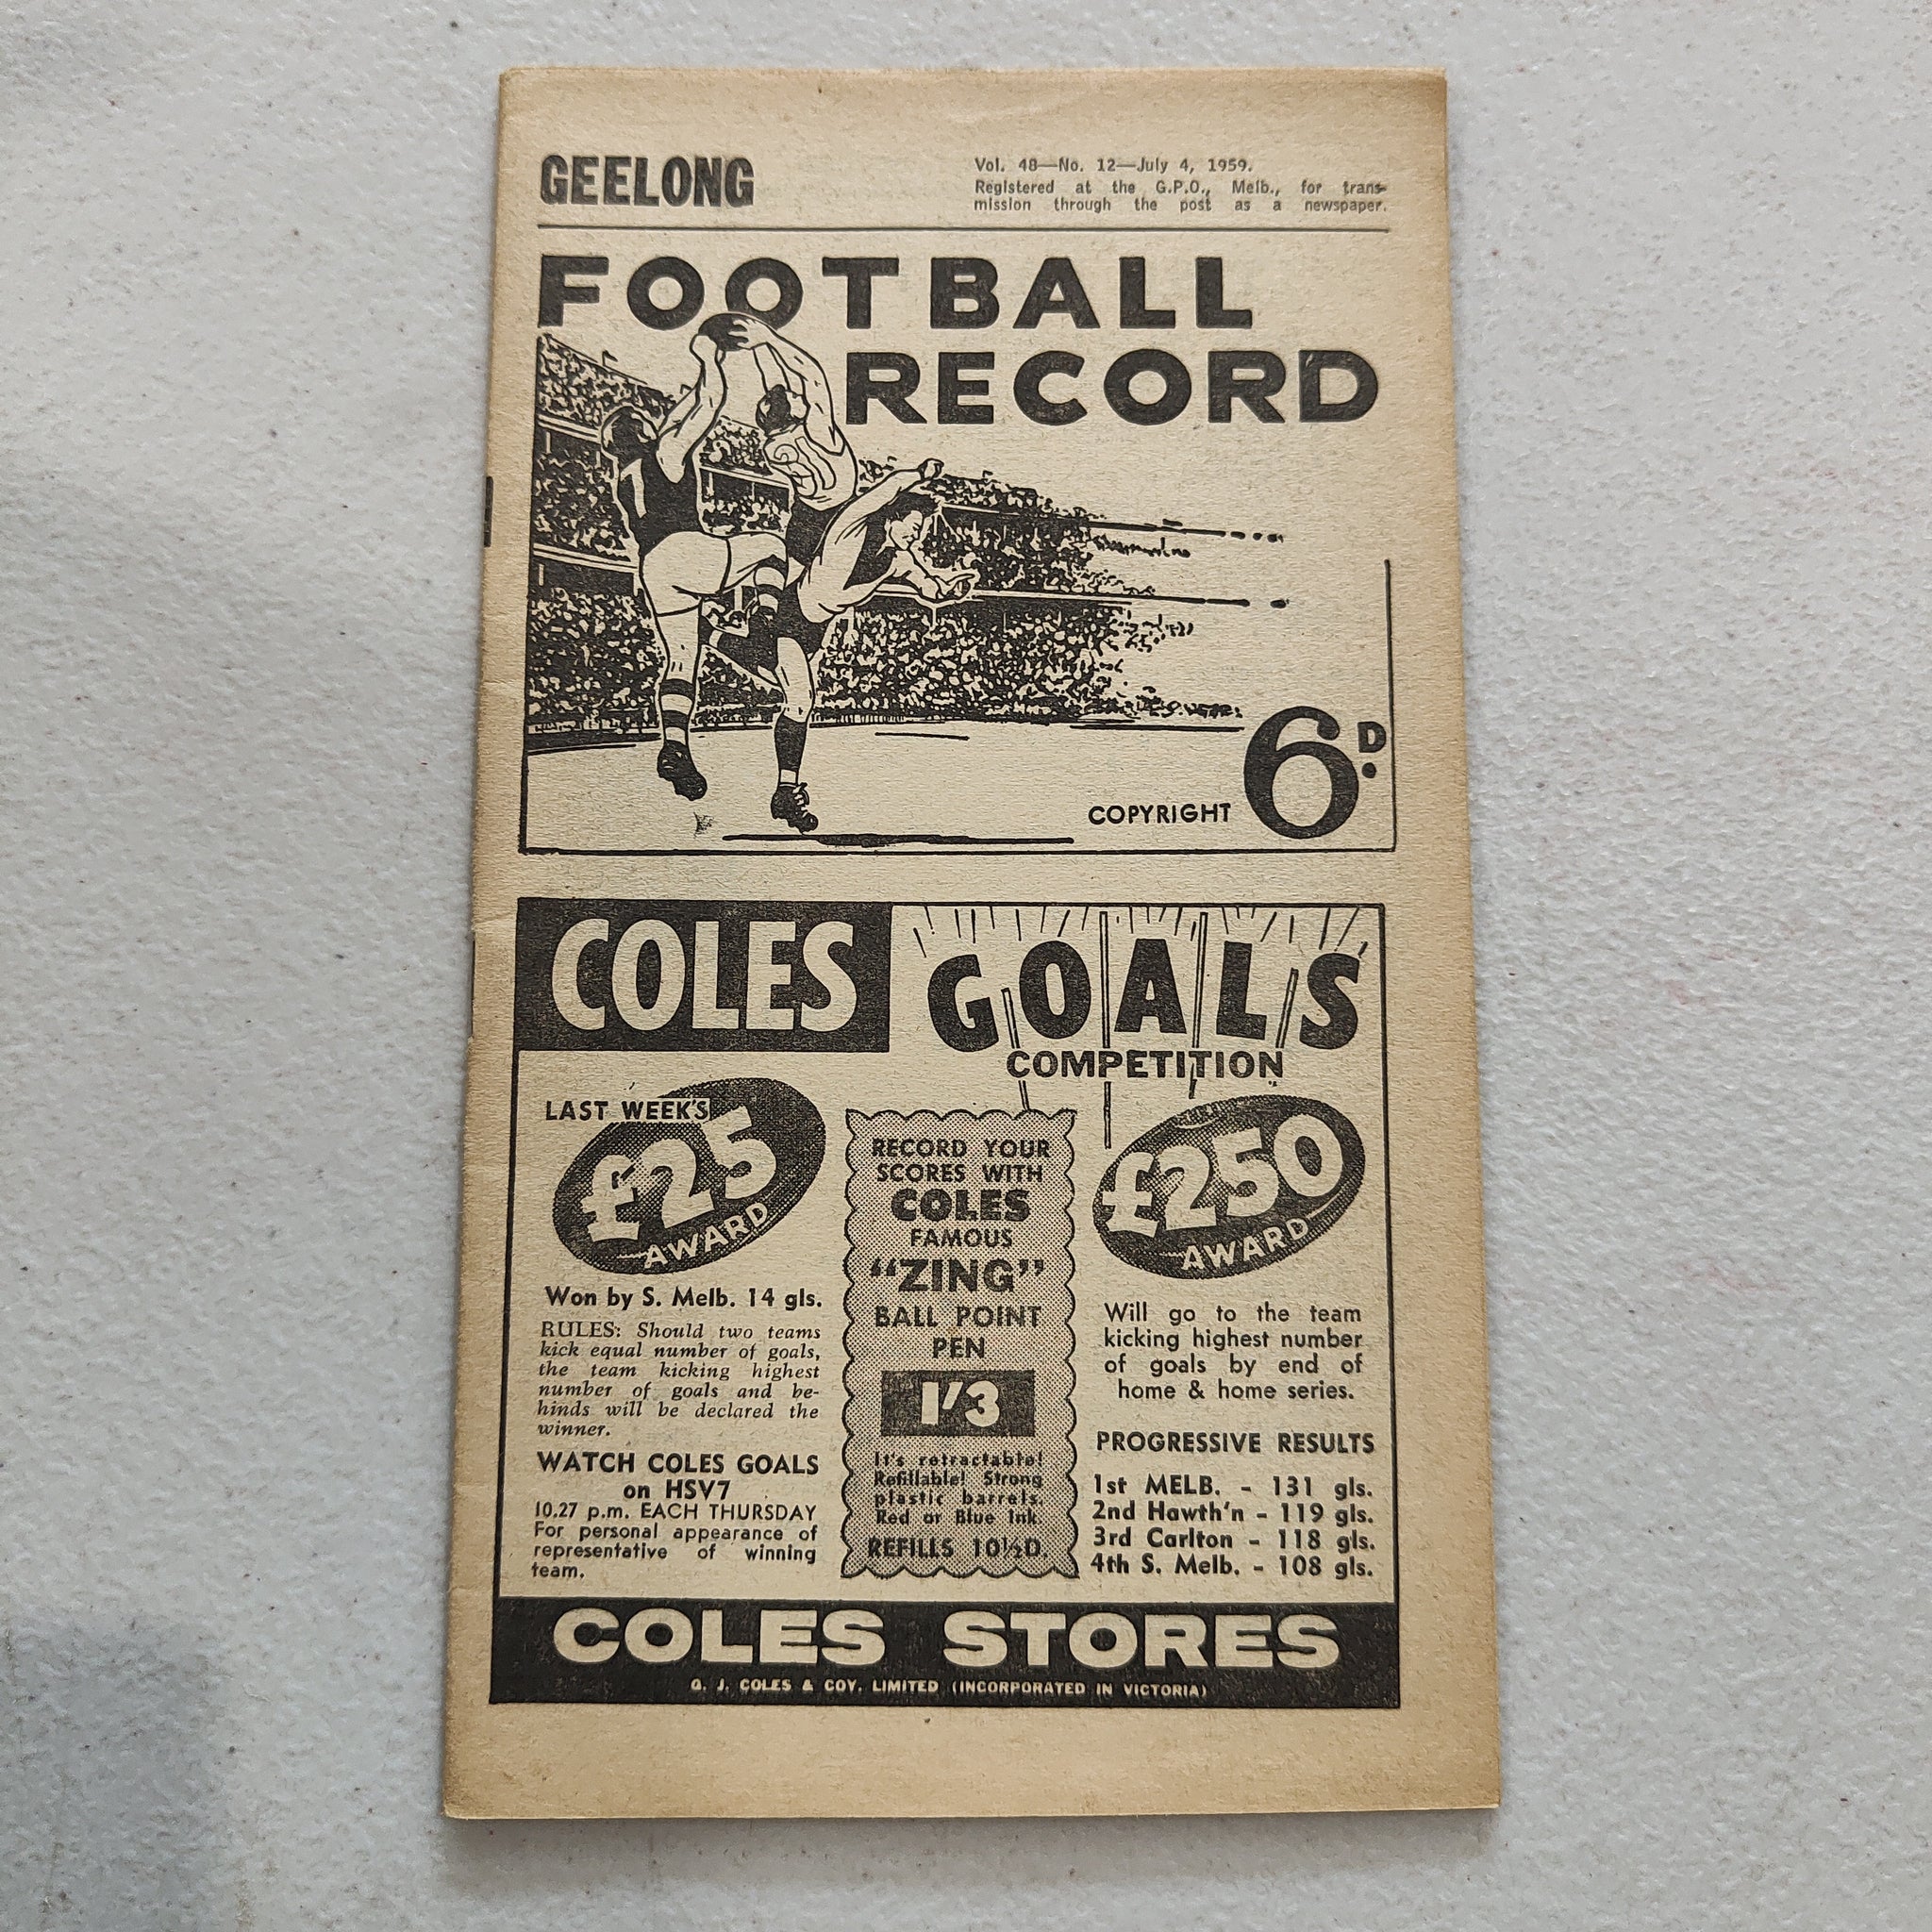 GEELONG
Vol. 48—No. 12—July 4, 1959.
Registered at the G.P.O., Melb., for trans-
mission through the post as a newspaper.
FOOTBALL
RECORD
COPYRIGHT
6D.
COLES
GOALS
COMPETITION
LAST WEEK'S
£25
AWARD
Won by S. Melb. 14 gls.
RULES: Should two teams
kick equal number of goals,
the team kicking highest
number of goals and be-
hinds will be declared the
winner.
WATCH COLES GOALS
on HSV7
10.27 p.m. EACH THURSDAY
For personal appearance of
representative of winning
team.
RECORD YOUR
SCORES WITH
COLES
FAMOUS
"ZING"
BALL POINT
PEN
1'3
It's retractable!
Refillable! Strong
plastic barrels.
Red or Blue Ink.
REFILLS 10½D.
£250
AWARD
Will go to the team
kicking highest number
of goals by end of
home & home series.
PROGRESSIVE RESULTS
1st MELB. - 131 gls.
2nd Hawth'n - 119 gls.
3rd Carlton - 118 gls.
4th S. Melb. - 108 gls.
COLES STORES
G. J. COLES & COY. LIMITED (INCORPORATED IN VICTORIA)